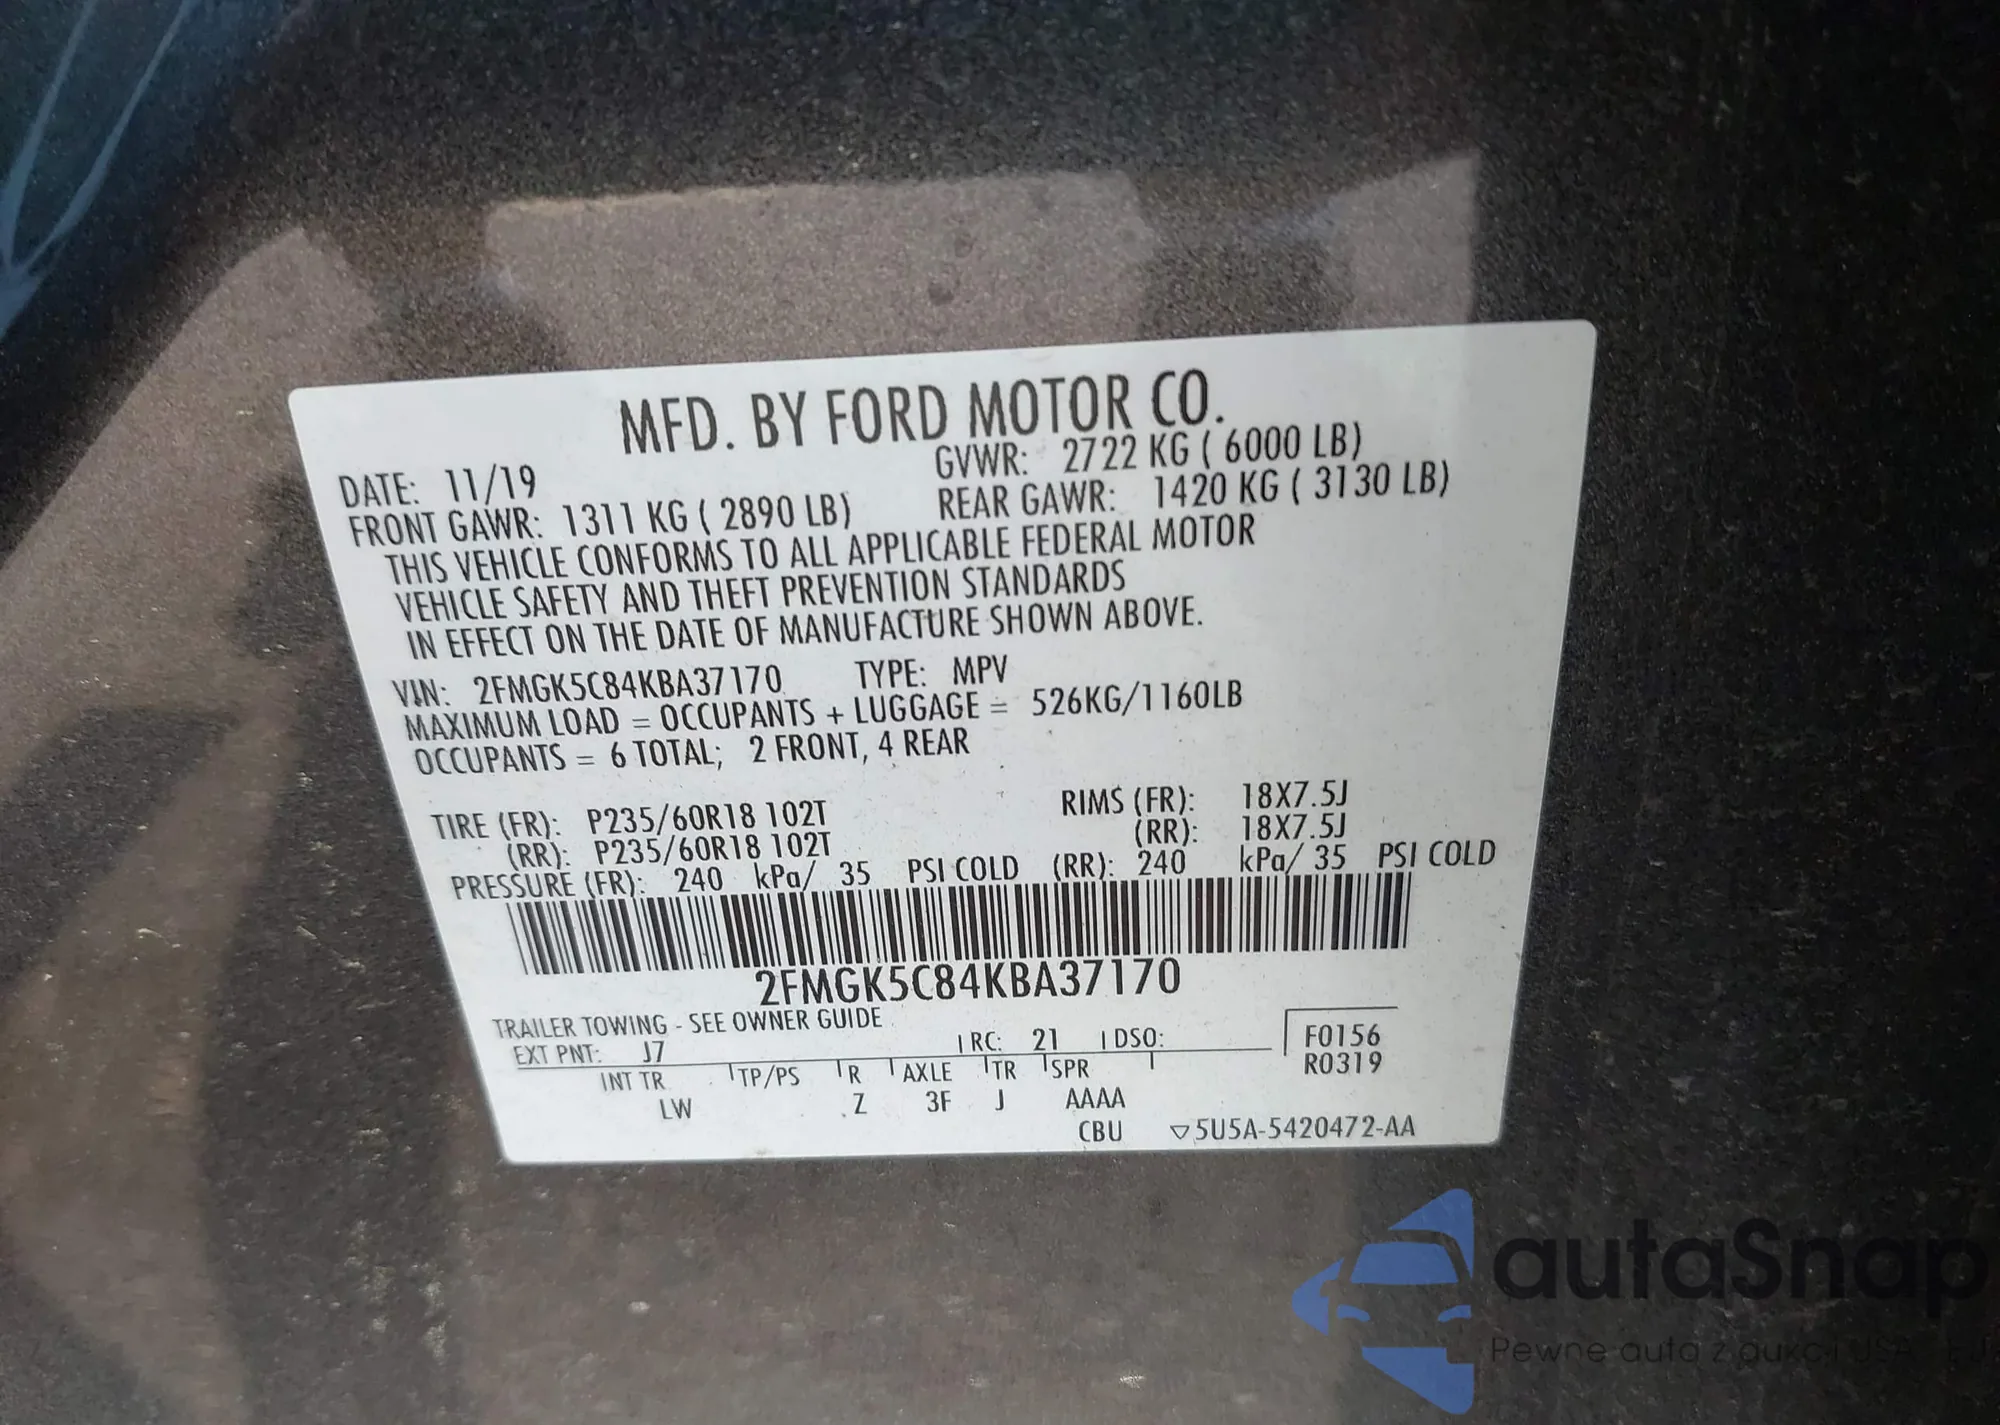 MFD. BY FORD MOTOR CO.
DATE: 11/19 GVWR: 2722 KG ( 6000 LB)
FRONT GAWR: 1311 KG ( 2890 LB) REAR GAWR: 1420 KG ( 3130 LB)
THIS VEHICLE CONFORMS TO ALL APPLICABLE FEDERAL MOTOR
VEHICLE SAFETY AND THEFT PREVENTION STANDARDS
IN EFFECT ON THE DATE OF MANUFACTURE SHOWN ABOVE.
VIN: 2FMGK5C84KBA37170 TYPE: MPV
MAXIMUM LOAD = OCCUPANTS + LUGGAGE = 526KG/1160LB
OCCUPANTS = 6 TOTAL; 2 FRONT, 4 REAR
TIRE (FR): P235/60R18 102T RIMS (FR): 18X7.5J
(RR): P235/60R18 102T (RR): 18X7.5J
PRESSURE (FR): 240 kPa/ 35 PSI COLD (RR): 240 kPa/ 35 PSI COLD
2FMGK5C84KBA37170
TRAILER TOWING - SEE OWNER GUIDE
EXT PNT: J7 RC: 21 DSO: F0156
R0319
INT TR TP/PS R AXLE TR SPR
LW Z 3F J AAAA
CBU ▽5U5A-5420472-AA
autaSnap
Pewne auta z aukcji USA